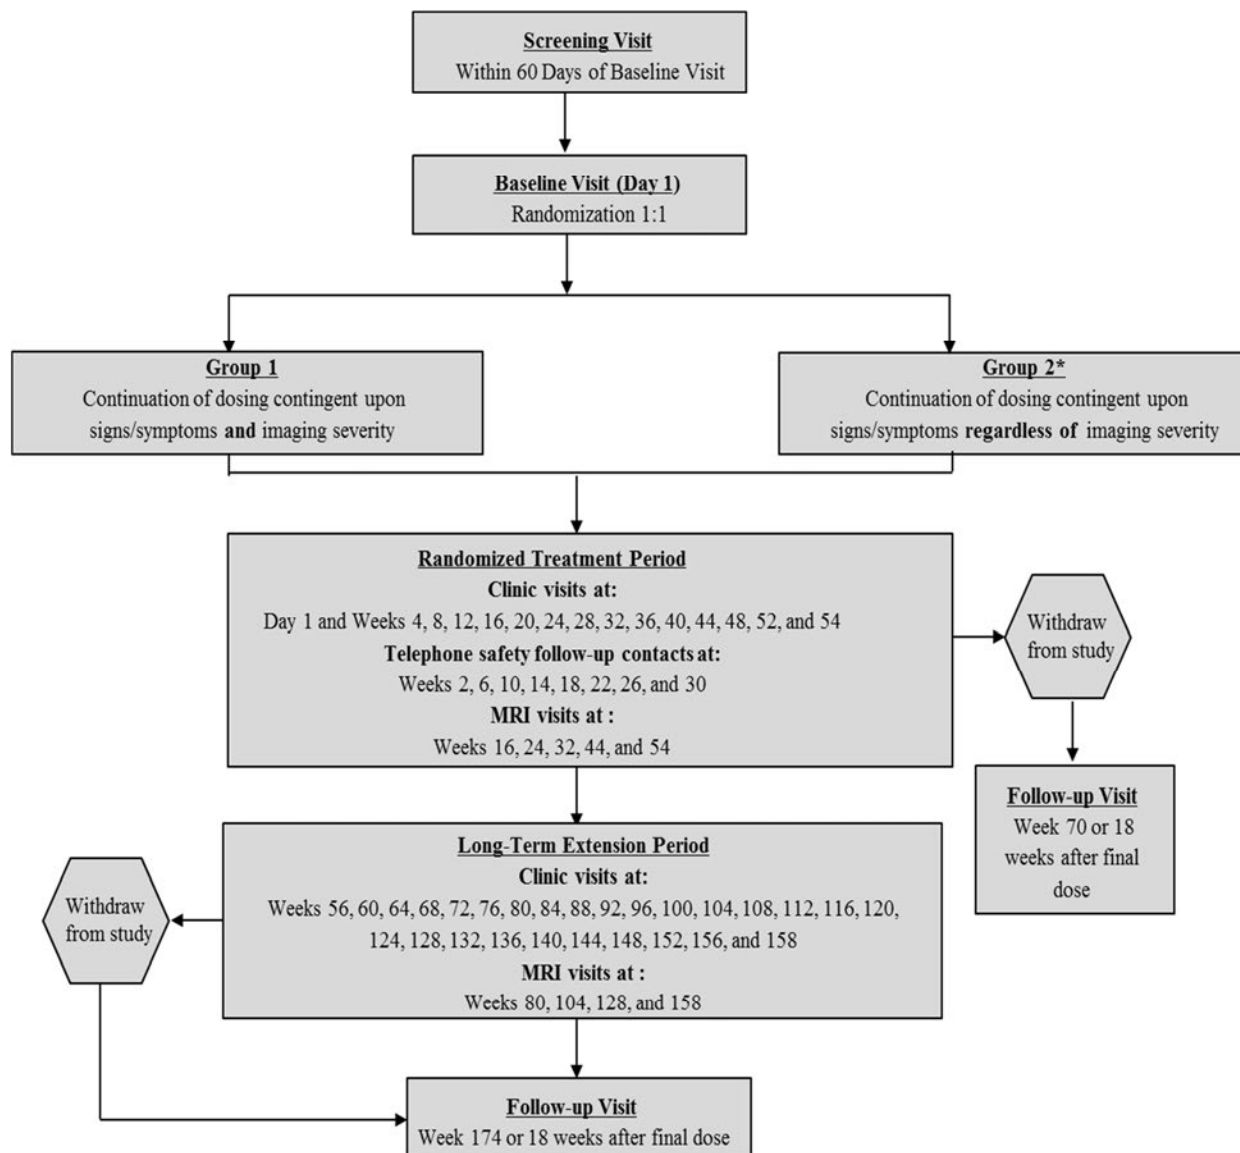 Screening Visit
Within 60 Days of Baseline Visit
Baseline Visit (Day 1)
Randomization 1:1
Group 1
Continuation of dosing contingent upon
signs/symptoms and imaging severity
Group 2*
Continuation of dosing contingent upon
signs/symptoms regardless of imaging severity
Randomized Treatment Period
Clinic visits at:
Day 1 and Weeks 4, 8, 12, 16, 20, 24, 28, 32, 36, 40, 44, 48, 52, and 54
Telephone safety follow-up contacts at:
Weeks 2, 6, 10, 14, 18, 22, 26, and 30
MRI visits at :
Weeks 16, 24, 32, 44, and 54
Withdraw
from study
Follow-up Visit
Week 70 or 18
weeks after final
dose
Long-Term Extension Period
Clinic visits at:
Weeks 56, 60, 64, 68, 72, 76, 80, 84, 88, 92, 96, 100, 104, 108, 112, 116, 120,
124, 128, 132, 136, 140, 144, 148, 152, 156, and 158
MRI visits at :
Weeks 80, 104, 128, and 158
Withdraw
from study
Follow-up Visit
Week 174 or 18 weeks after final dose